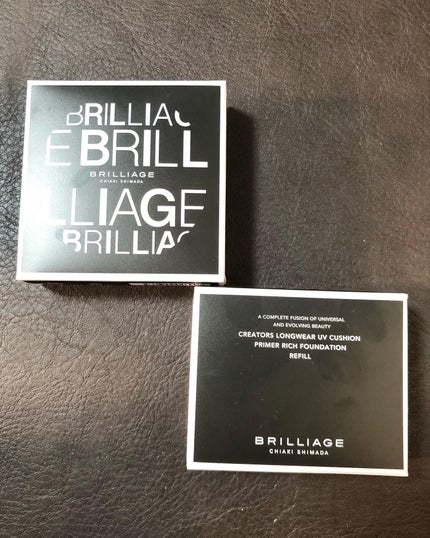 BRILLIAG
E BRILL
BRILLIAGE
CHIAKI SHIMADA
LLIAGE
BRILLIAG
A COMPLETE FUSION OF UNIVERSAL
AND EVOLVING BEAUTY
CREATORS LONGWEAR UV CUSHION
PRIMER RICH FOUNDATION
REFILL
BRILLIAGE
CHIAKI SHIMADA